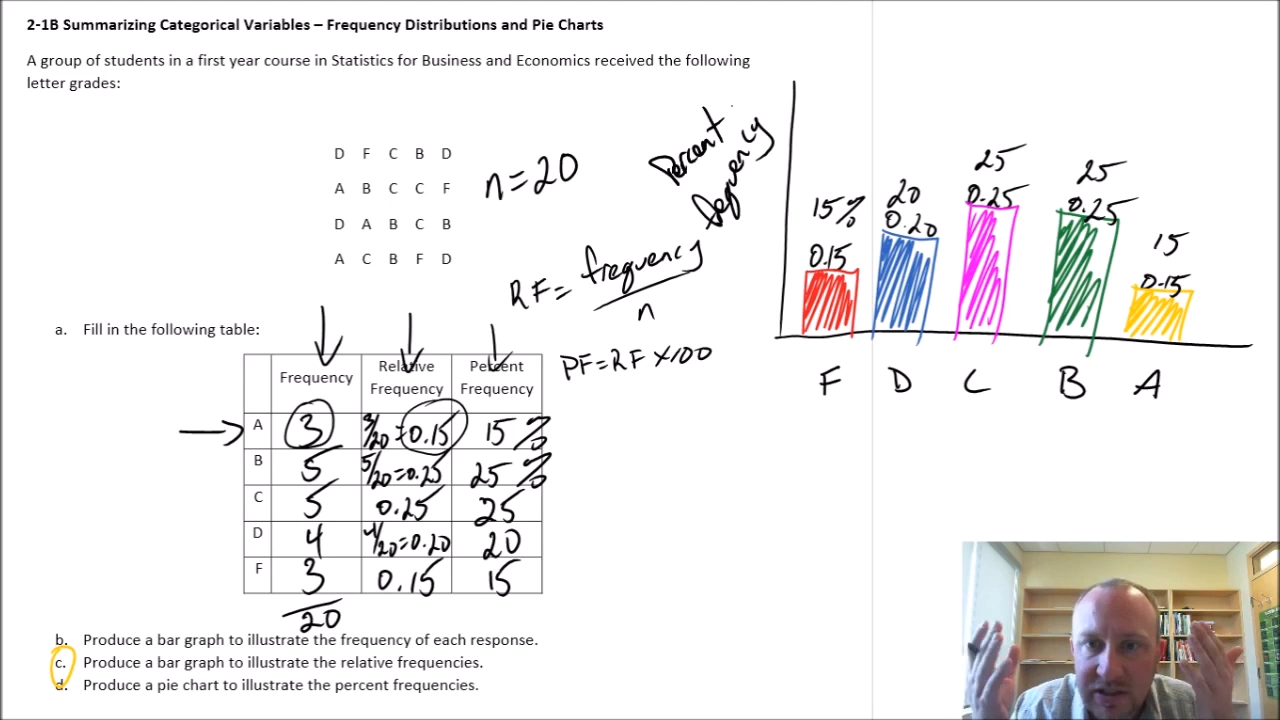 2-1B Summarizing Categorical Variables – Frequency Distributions and Pie Charts
A group of students in a first year course in Statistics for Business and Economics received the following
letter grades:
D F C B D
A B C C F
D A B C B
A C B F D
n=20
RF= frequency
n
PF=RF×100
Percent
frequency
15% 20 25 25 15
0.15 0.20 0.25 0.25 0.15
F D C B A
a. Fill in the following table:
Frequency Relative Frequency Percent Frequency
A 3 3/20=0.15 15%
B 5 5/20=0.25 25%
C 5 0.25 25
D 4 4/20=0.20 20
F 3 0.15 15
20
b. Produce a bar graph to illustrate the frequency of each response.
c. Produce a bar graph to illustrate the relative frequencies.
d. Produce a pie chart to illustrate the percent frequencies.